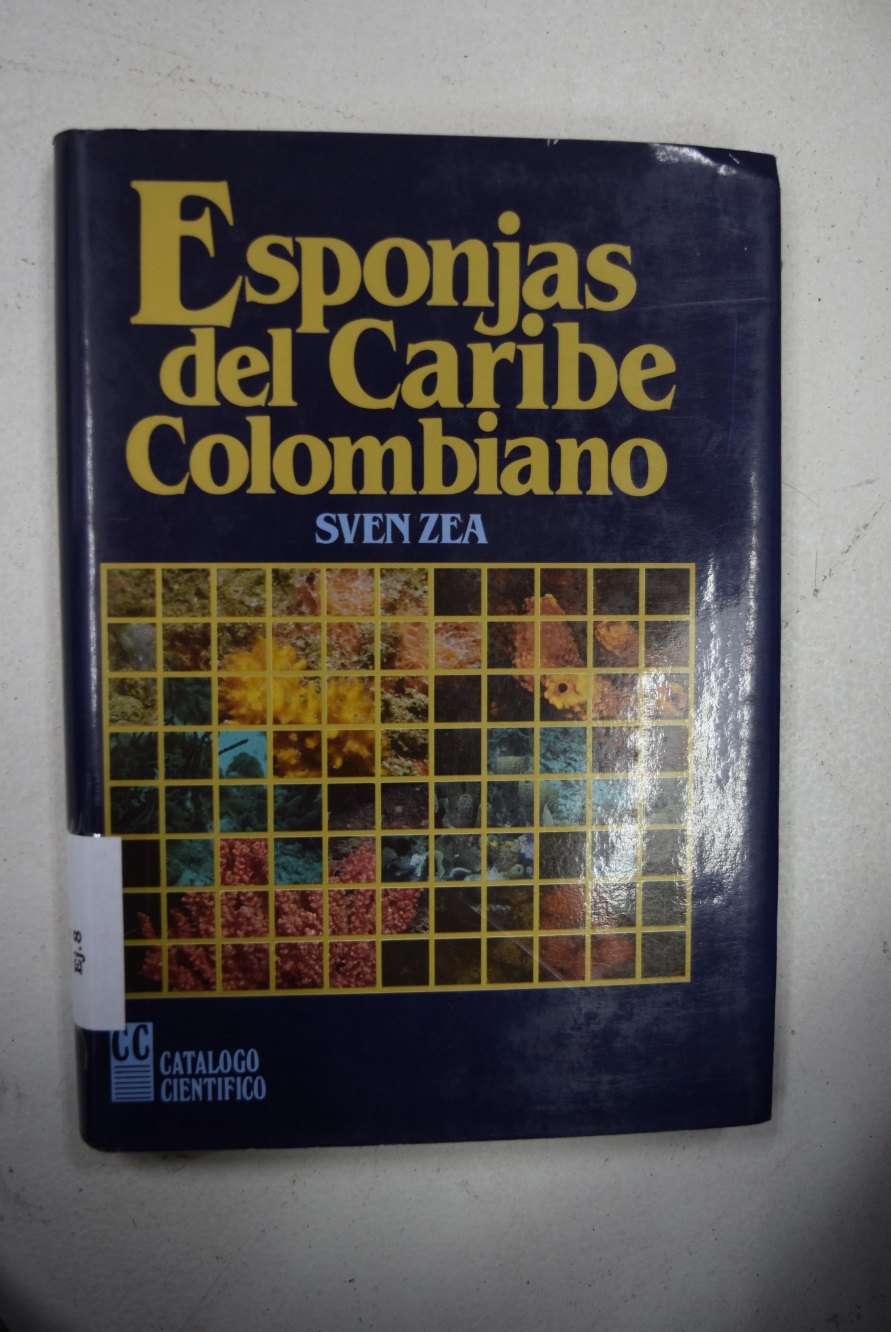 Esponjas
del Caribe
Colombiano
SVEN ZEA
Ej. 8
CC
CATALOGO
CIENTIFICO